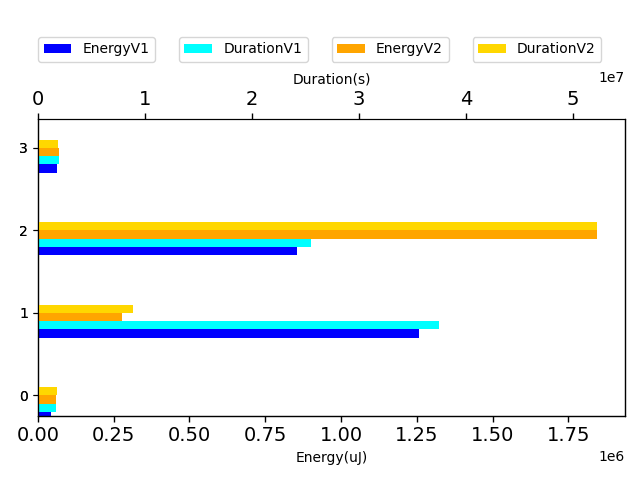 EnergyV1 DurationV1 EnergyV2 DurationV2
Duration(s) 1e7
0 1 2 3 4 5
3
2
1
0
0.00 0.25 0.50 0.75 1.00 1.25 1.50 1.75
Energy(uJ) 1e6